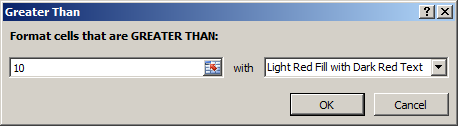 Greater Than
Format cells that are GREATER THAN:
10 with Light Red Fill with Dark Red Text
OK Cancel